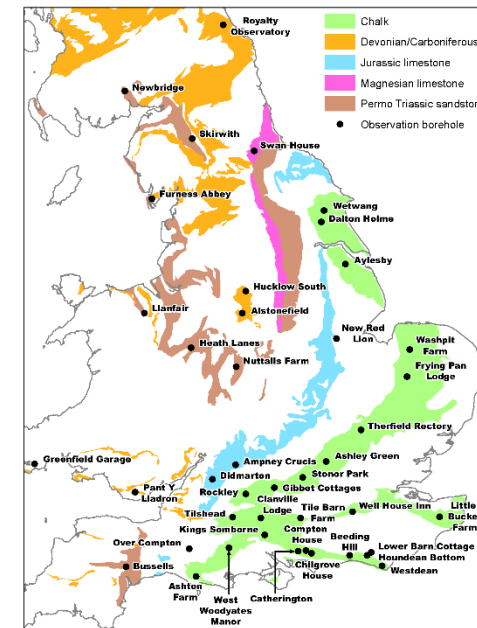 Royalty
Observatory
Chalk
Devonian/Carboniferous
Jurassic limestone
Magnesian limestone
Permo Triassic sandston
Observation borehole
Newbridge
Skirwith
Swan House
Furness Abbey
Wetwang
Dalton Holme
Aylesby
Hucklow South
Alstonefield
Llanfair
New Red
Lion
Washpit
Farm
Heath Lanes
Nuttalls Farm
Frying Pan
Lodge
Therfield Rectory
Greenfield Garage
Ampney Crucis
Ashley Green
Didmarton
Stonor Park
Pant Y
Lladron
Rockley
Gibbot Cottages
Clanville
Lodge
Tile Barn
Farm
Well House Inn
Little
Bucke
Farm
Tilshead
Kings Somborne
Compton
House
Beeding
Hill
Over Compton
Lower Barn Cottage
Houndean Bottom
Bussells
Chilgrove
House
Westdean
Ashton
Farm
West
Woodyates
Manor
Catherington